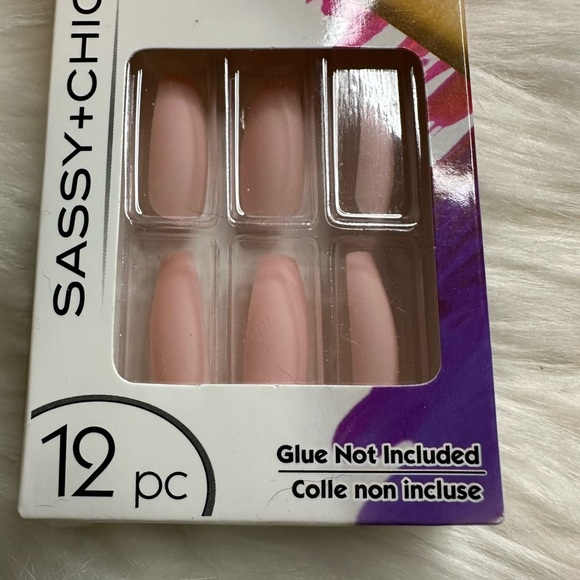 SASSY+CHIC
12 pc
Glue Not Included
Colle non incluse